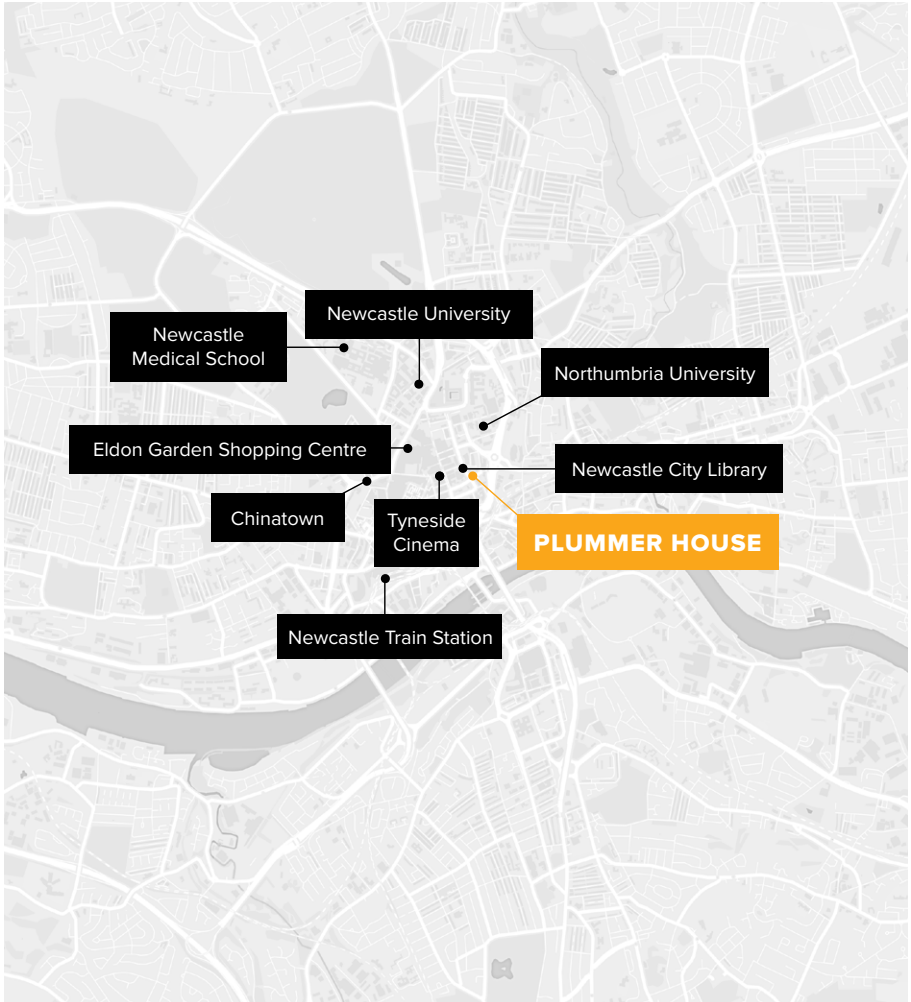 Newcastle University
Newcastle
Medical School
Northumbria University
Eldon Garden Shopping Centre
Newcastle City Library
Chinatown
Tyneside
Cinema
PLUMMER HOUSE
Newcastle Train Station